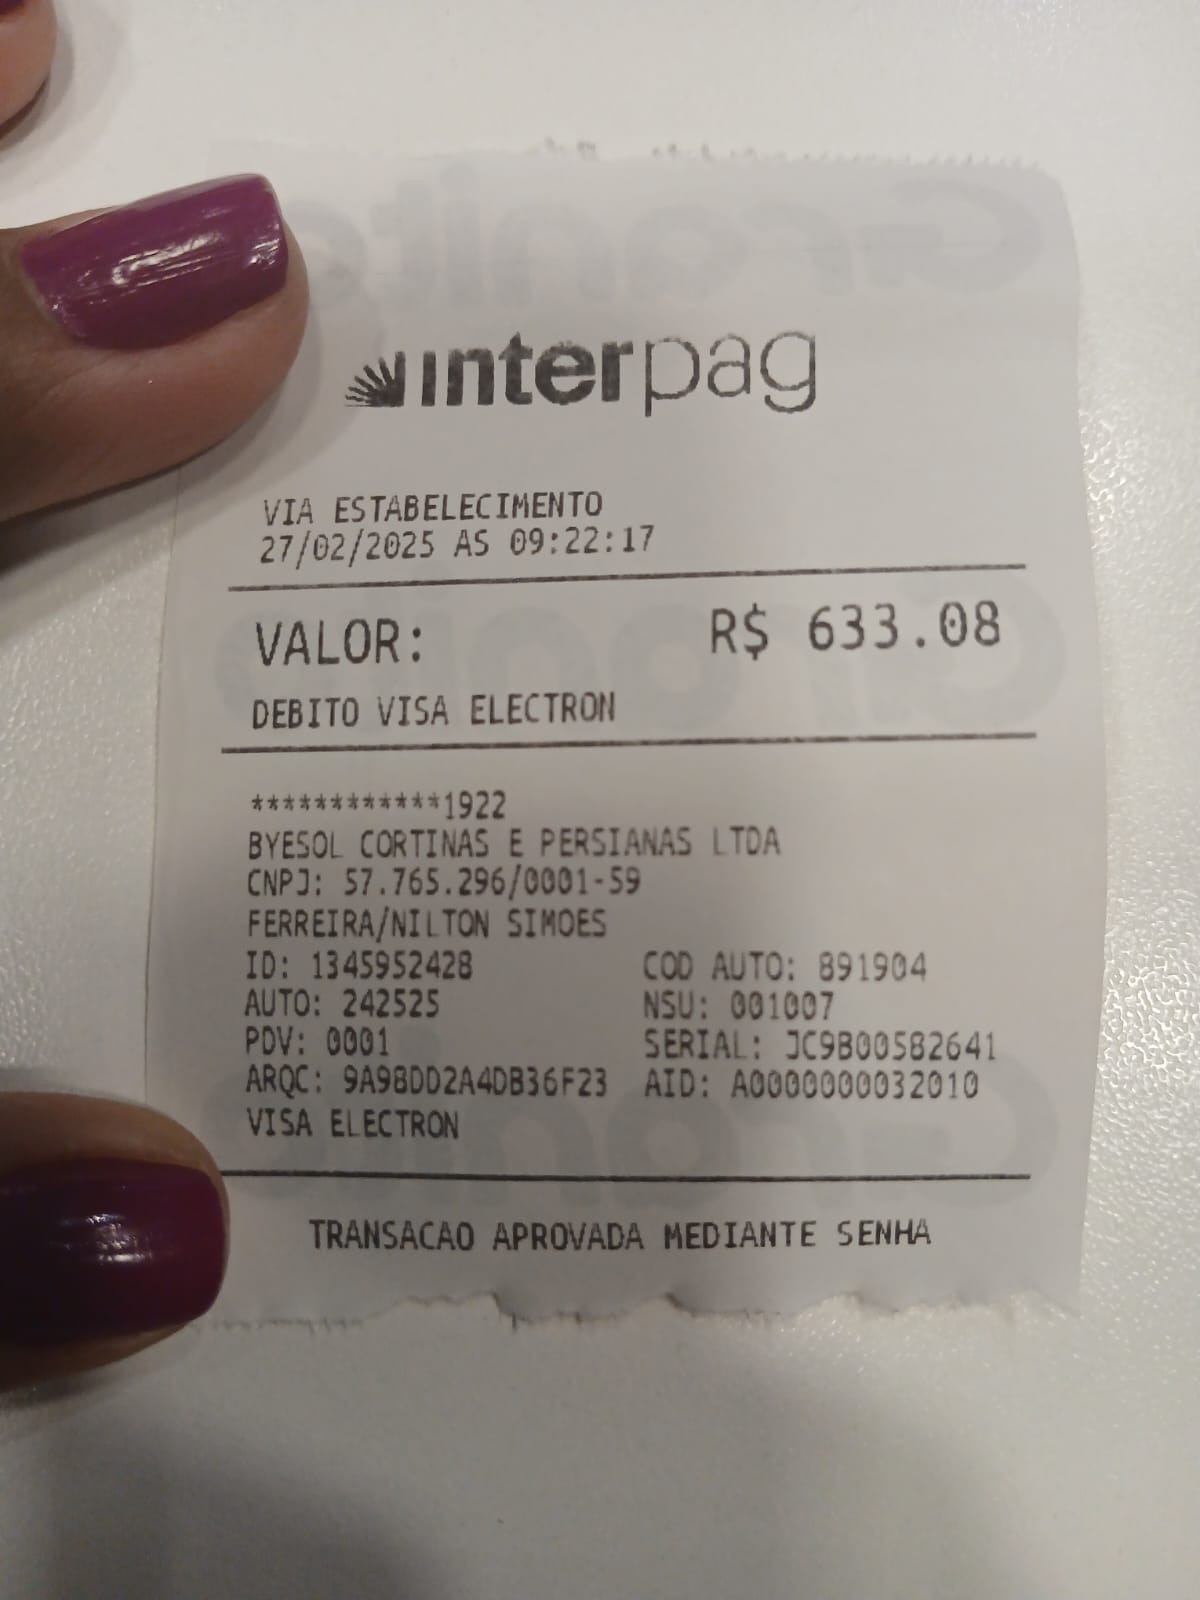 interpag
VIA ESTABELECIMENTO
27/02/2025 AS 09:22:17
VALOR: R$ 633.08
DEBITO VISA ELECTRON
************1922
BYESOL CORTINAS E PERSIANAS LTDA
CNPJ: 57.765.296/0001-59
FERREIRA/NILTON SIMOES
ID: 1345952428 COD AUTO: 891904
AUTO: 242525 NSU: 001007
PDV: 0001 SERIAL: JC9B00582641
ARQC: 9A98DD2A4DB36F23 AID: A0000000032010
VISA ELECTRON
TRANSACAO APROVADA MEDIANTE SENHA